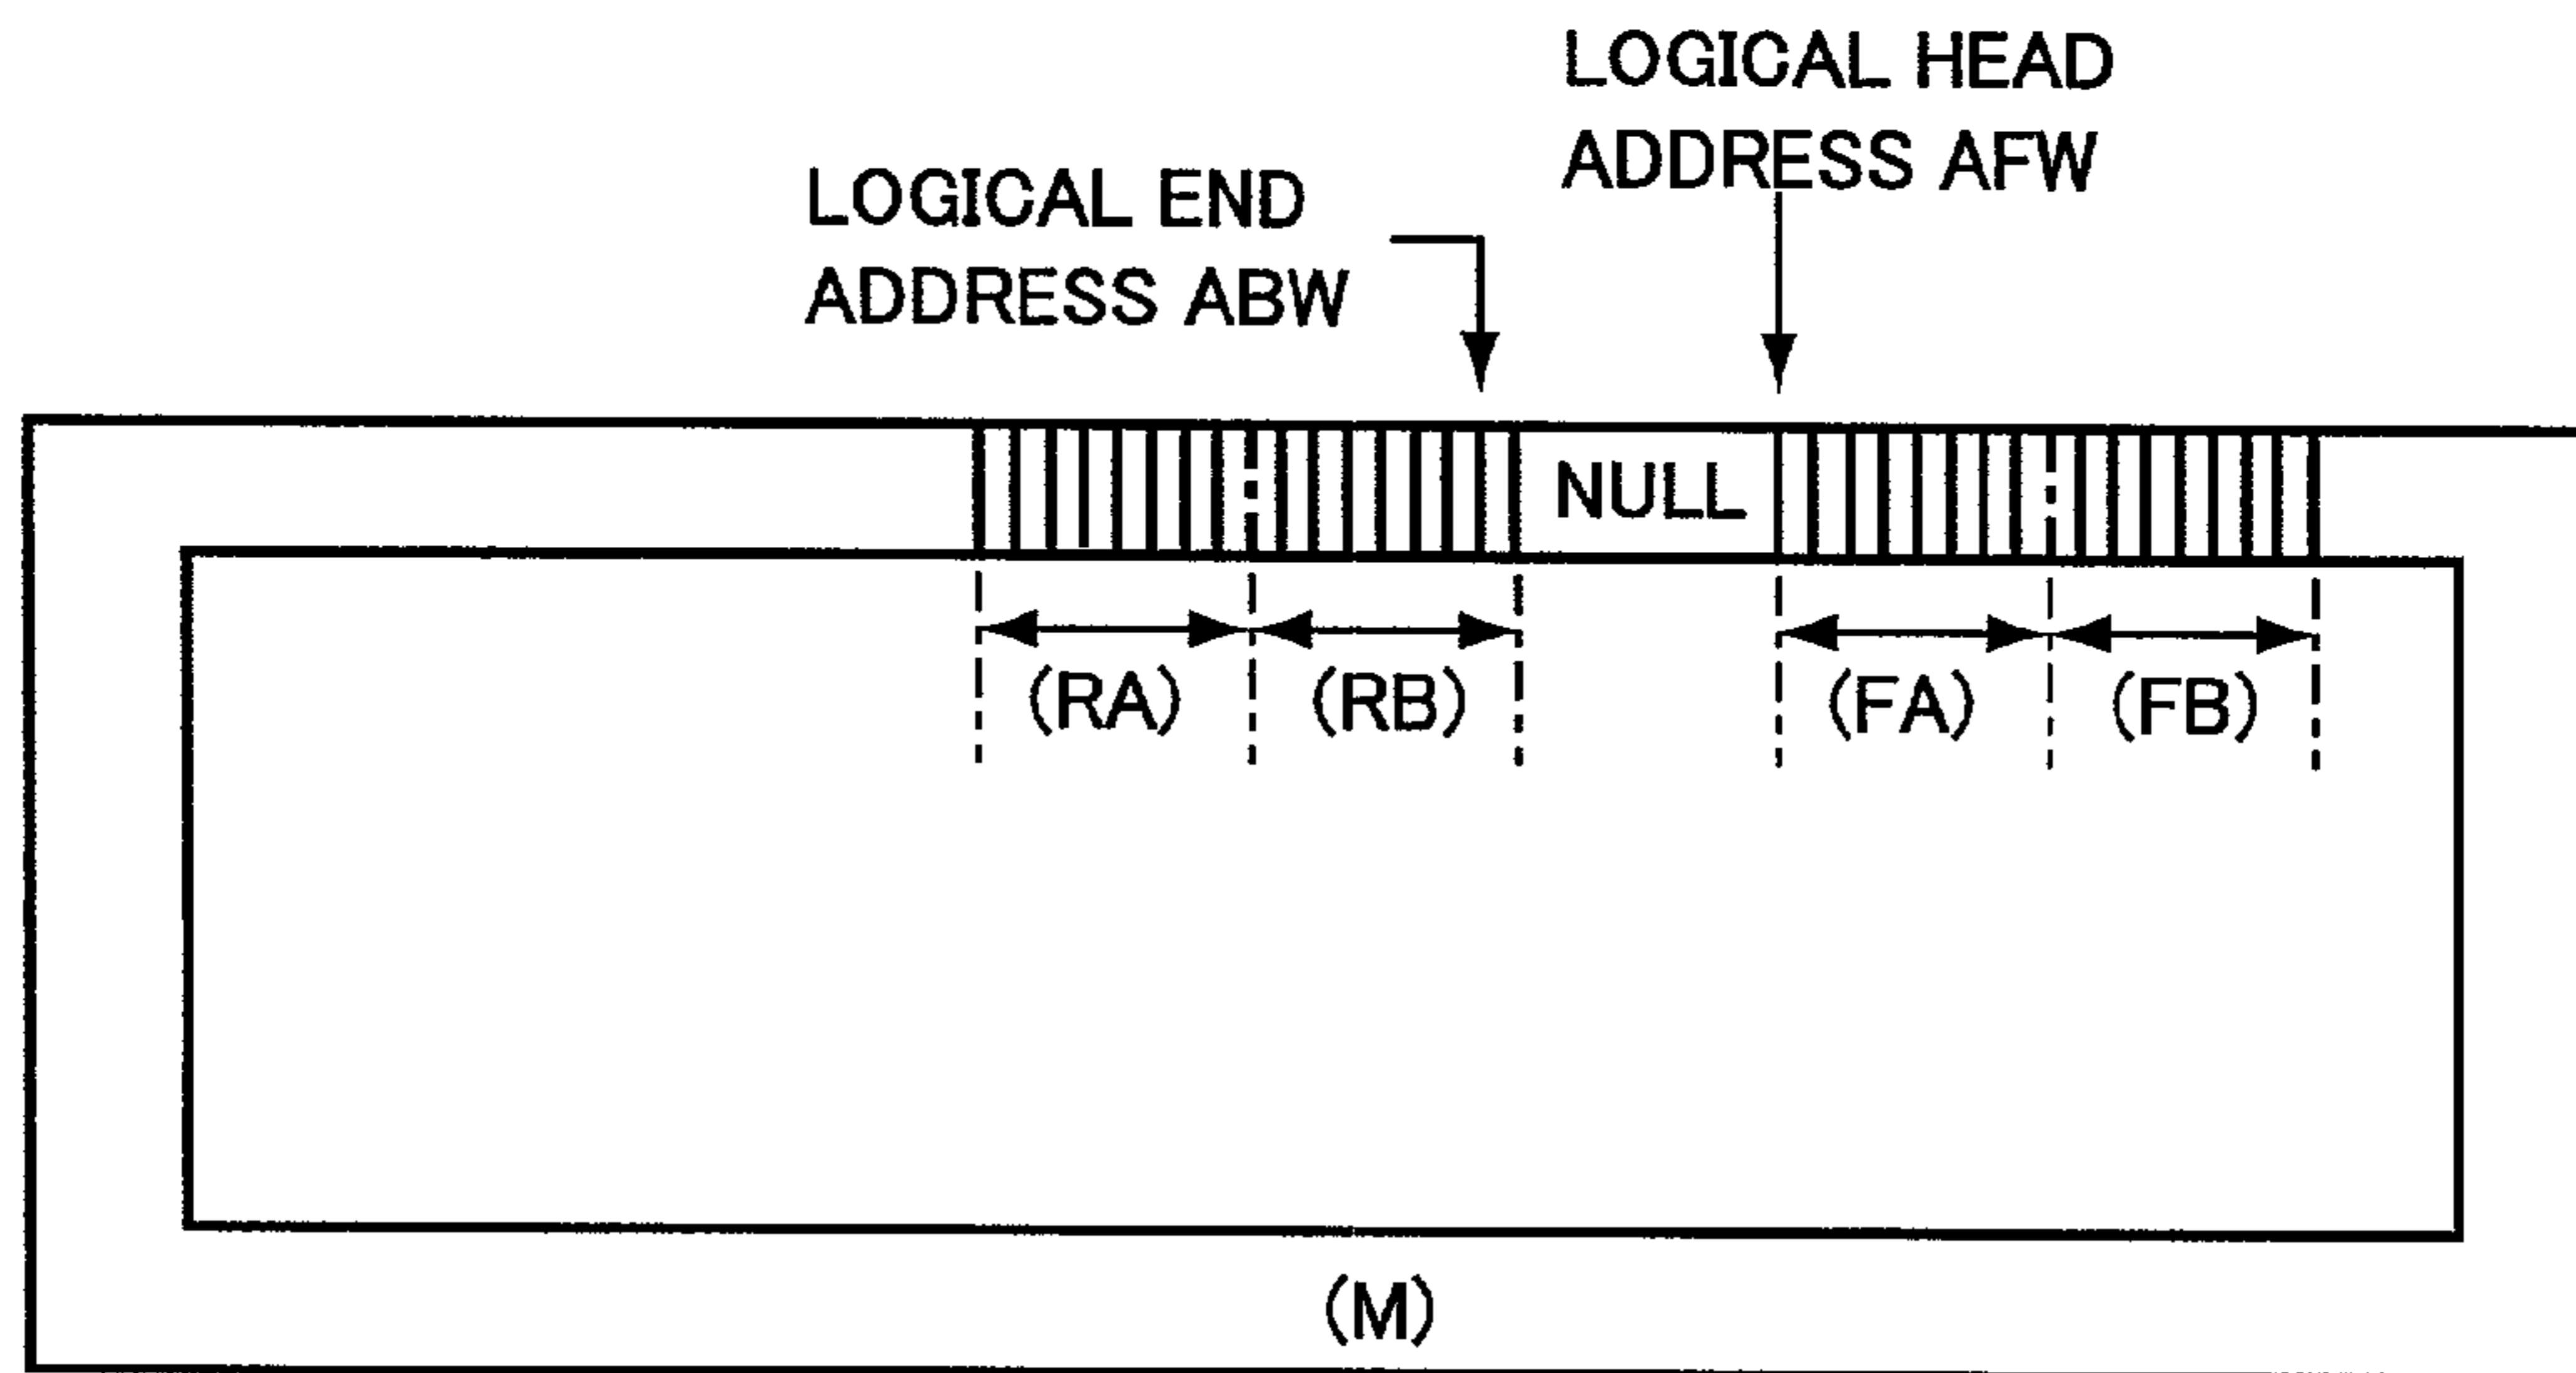 LOGICAL HEAD
ADDRESS AFW
LOGICAL END
ADDRESS ABW
NULL
(RA) (RB) (FA) (FB)
(M)